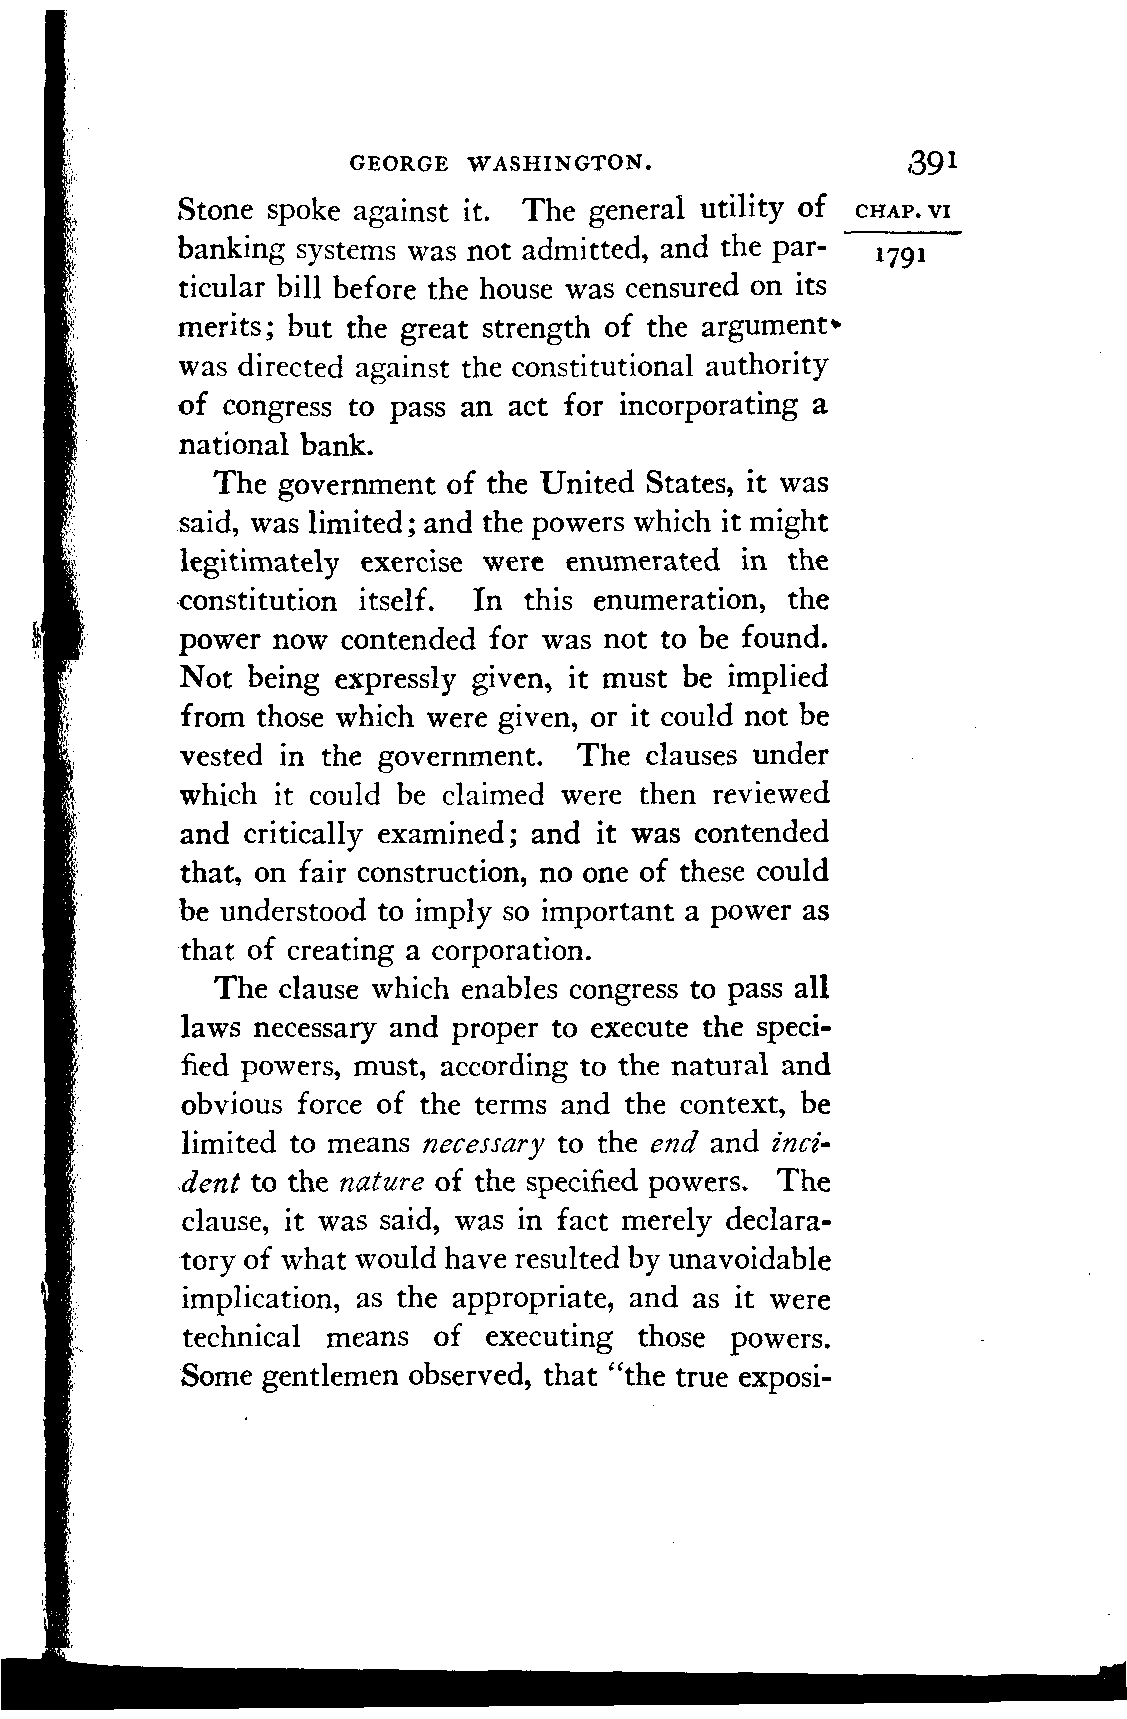 GEORGE WASHINGTON. 391
Stone spoke against it. The general utility of CHAP. VI
banking systems was not admitted, and the par- 1791
ticular bill before the house was censured on its
merits; but the great strength of the argument
was directed against the constitutional authority
of congress to pass an act for incorporating a
national bank.
The government of the United States, it was
said, was limited; and the powers which it might
legitimately exercise were enumerated in the
constitution itself. In this enumeration, the
power now contended for was not to be found.
Not being expressly given, it must be implied
from those which were given, or it could not be
vested in the government. The clauses under
which it could be claimed were then reviewed
and critically examined; and it was contended
that, on fair construction, no one of these could
be understood to imply so important a power as
that of creating a corporation.
The clause which enables congress to pass all
laws necessary and proper to execute the speci-
fied powers, must, according to the natural and
obvious force of the terms and the context, be
limited to means necessary to the end and inci-
dent to the nature of the specified powers. The
clause, it was said, was in fact merely declara-
tory of what would have resulted by unavoidable
implication, as the appropriate, and as it were
technical means of executing those powers.
Some gentlemen observed, that "the true exposi-